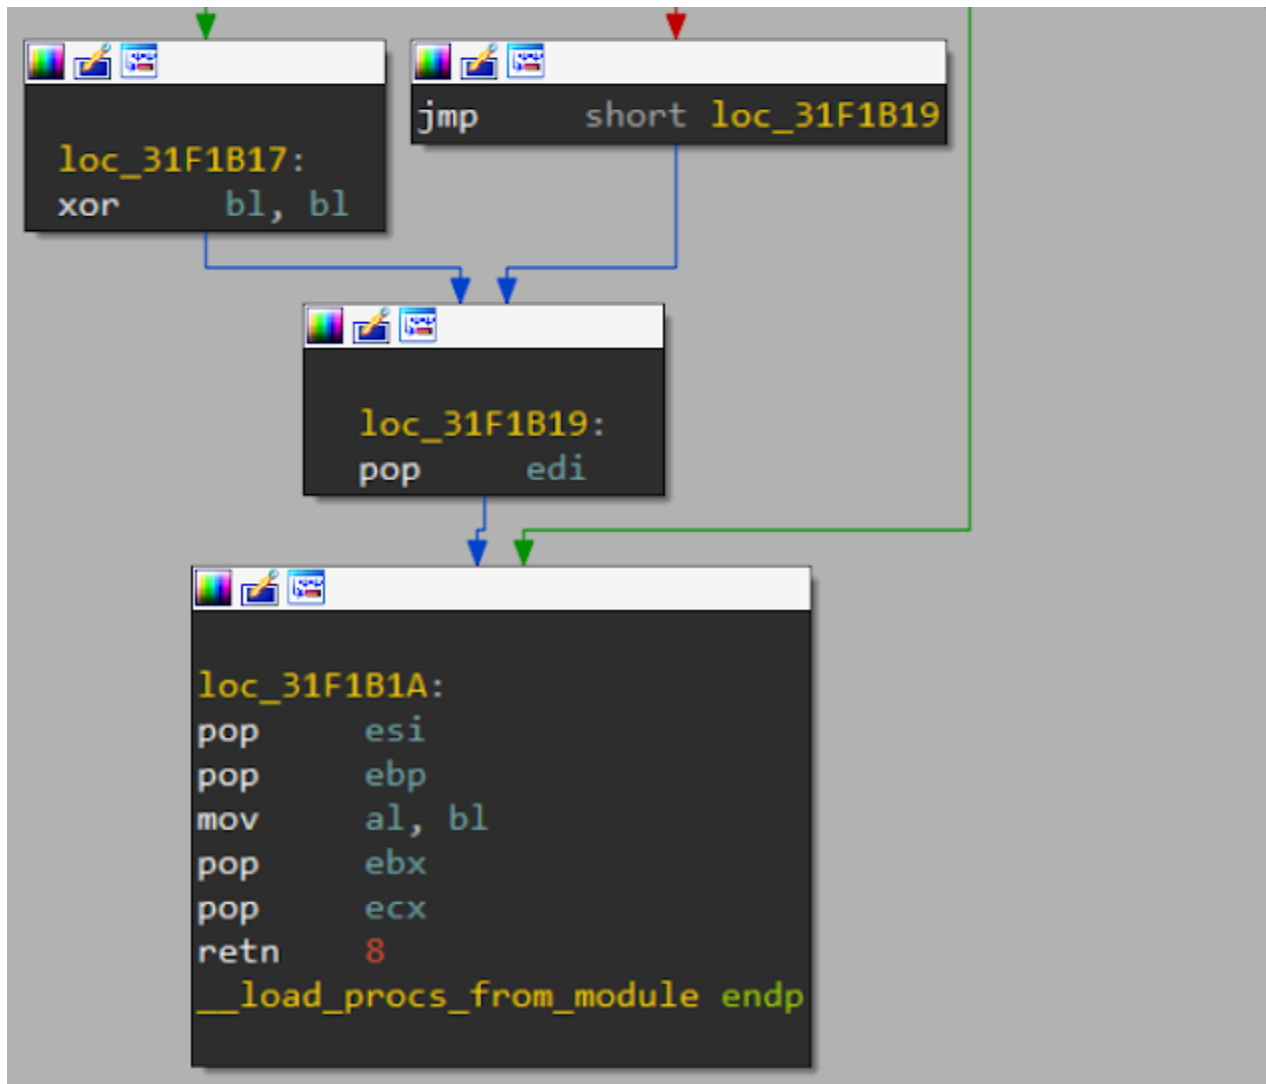 loc_31F1B17:
xor bl, bl
jmp short loc_31F1B19
loc_31F1B19:
pop edi
loc_31F1B1A:
pop esi
pop ebp
mov al, bl
pop ebx
pop ecx
retn 8
__load_procs_from_module endp